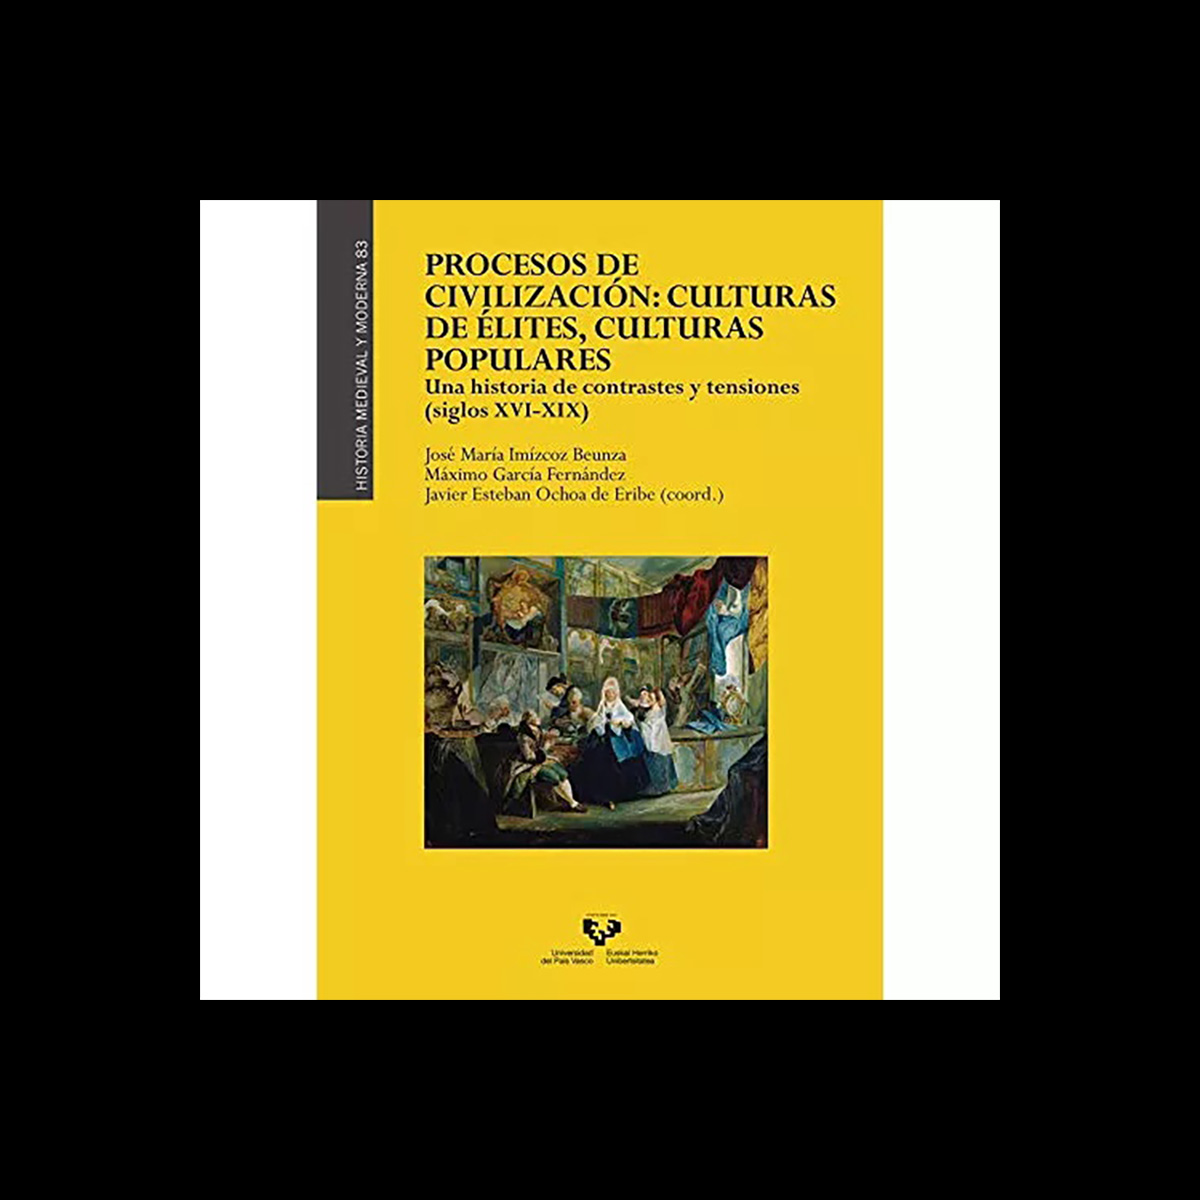 HISTORIA MEDIEVAL Y MODERNA 83
PROCESOS DE
CIVILIZACIÓN: CULTURAS
DE ÉLITES, CULTURAS
POPULARES
Una historia de contrastes y tensiones
(siglos XVI-XIX)
José María Imízcoz Beunza
Máximo García Fernández
Javier Esteban Ochoa de Eribe (coord.)
Universidad
del País Vasco
Euskal Herriko
Unibertsitatea